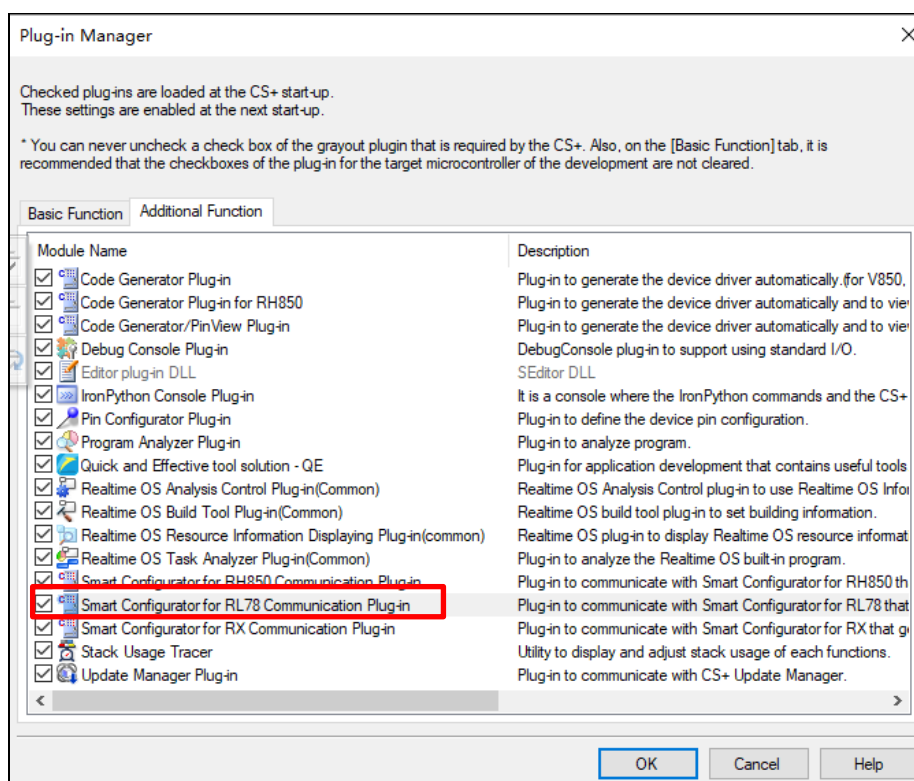 Plug-in Manager
Checked plug-ins are loaded at the CS+ start-up.
These settings are enabled at the next start-up.
* You can never uncheck a check box of the grayout plugin that is required by the CS+. Also, on the [Basic Function] tab, it is
recommended that the checkboxes of the plug-in for the target microcontroller of the development are not cleared.
Basic Function Additional Function
Module Name Description
Code Generator Plug-in Plug-in to generate the device driver automatically.(for V850,
Code Generator Plug-in for RH850 Plug-in to generate the device driver automatically and to vie
Code Generator/PinView Plug-in Plug-in to generate the device driver automatically and to vie
Debug Console Plug-in DebugConsole plug-in to support using standard I/O.
Editor plug-in DLL SEditor DLL
IronPython Console Plug-in It is a console where the IronPython commands and the CS+
Pin Configurator Plug-in Plug-in to define the device pin configuration.
Program Analyzer Plug-in Plug-in to analyze program.
Quick and Effective tool solution - QE Plug-in for application development that contains useful tools
Realtime OS Analysis Control Plug-in(Common) Realtime OS Analysis Control plug-in to use Realtime OS Infor
Realtime OS Build Tool Plug-in(Common) Realtime OS build tool plug-in to set building information.
Realtime OS Resource Information Displaying Plug-in(common) Realtime OS plug-in to display Realtime OS resource informat
Realtime OS Task Analyzer Plug-in(Common) Plug-in to analyze the Realtime OS built-in program.
Smart Configurator for RH850 Communication Plug-in Plug-in to communicate with Smart Configurator for RH850 th
Smart Configurator for RL78 Communication Plug-in Plug-in to communicate with Smart Configurator for RL78 that
Smart Configurator for RX Communication Plug-in Plug-in to communicate with Smart Configurator for RX that g
Stack Usage Tracer Utility to display and adjust stack usage of each functions.
Update Manager Plug-in Plug-in to communicate with CS+ Update Manager.
OK Cancel Help